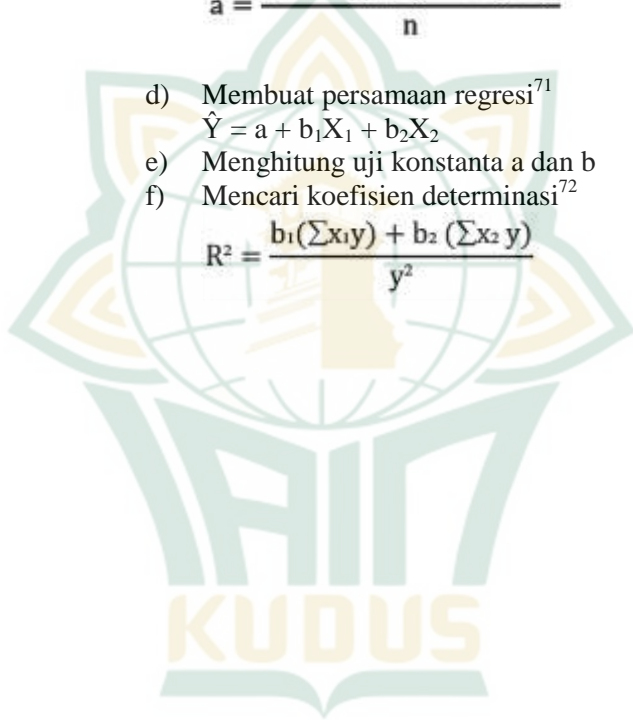 a =
n
d) Membuat persamaan regresi⁷¹
Ŷ = a + b₁X₁ + b₂X₂
e) Menghitung uji konstanta a dan b
f) Mencari koefisien determinasi⁷²
b₁(∑x₁y) + b₂ (∑x₂ y)
R² =
y²
IAIN
KUDUS